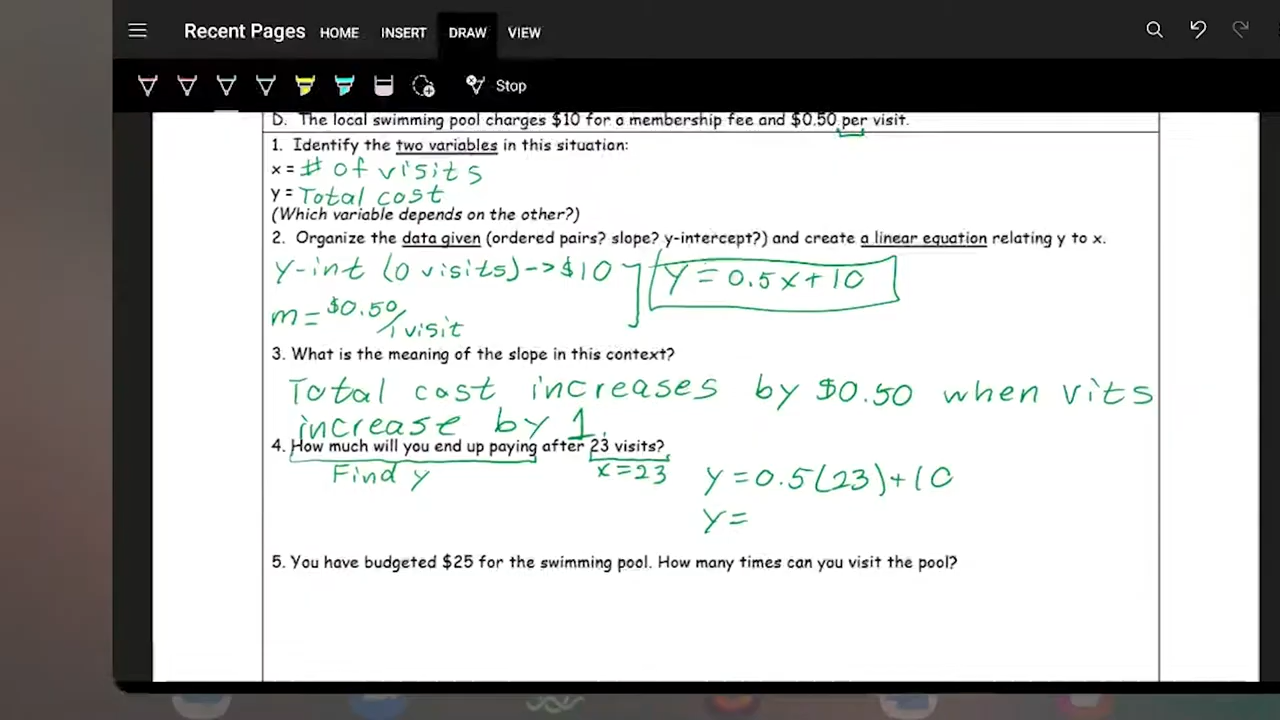 Recent Pages HOME INSERT DRAW VIEW
Stop
D. The local swimming pool charges $10 for a membership fee and $0.50 per visit.
1. Identify the two variables in this situation:
x = # of visits
y = Total cost
(Which variable depends on the other?)
2. Organize the data given (ordered pairs? slope? y-intercept?) and create a linear equation relating y to x.
y-int (0 visits) -> $10
y = 0.5x + 10
m = $0.50/1 visit
3. What is the meaning of the slope in this context?
Total cost increases by $0.50 when vits
increase by 1.
4. How much will you end up paying after 23 visits?
Find y x = 23
y = 0.5(23) + 10
y =
5. You have budgeted $25 for the swimming pool. How many times can you visit the pool?